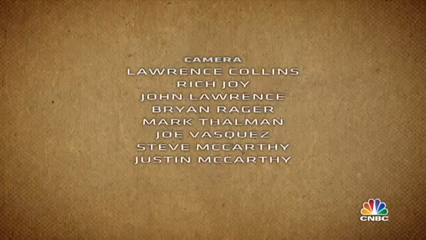 CAMERA
LAWRENCE COLLINS
RICH JOY
JOHN LAWRENCE
BRYAN RAGER
MARK THALMAN
JOE VASQUEZ
STEVE MCCARTHY
JUSTIN MCCARTHY
CNBC